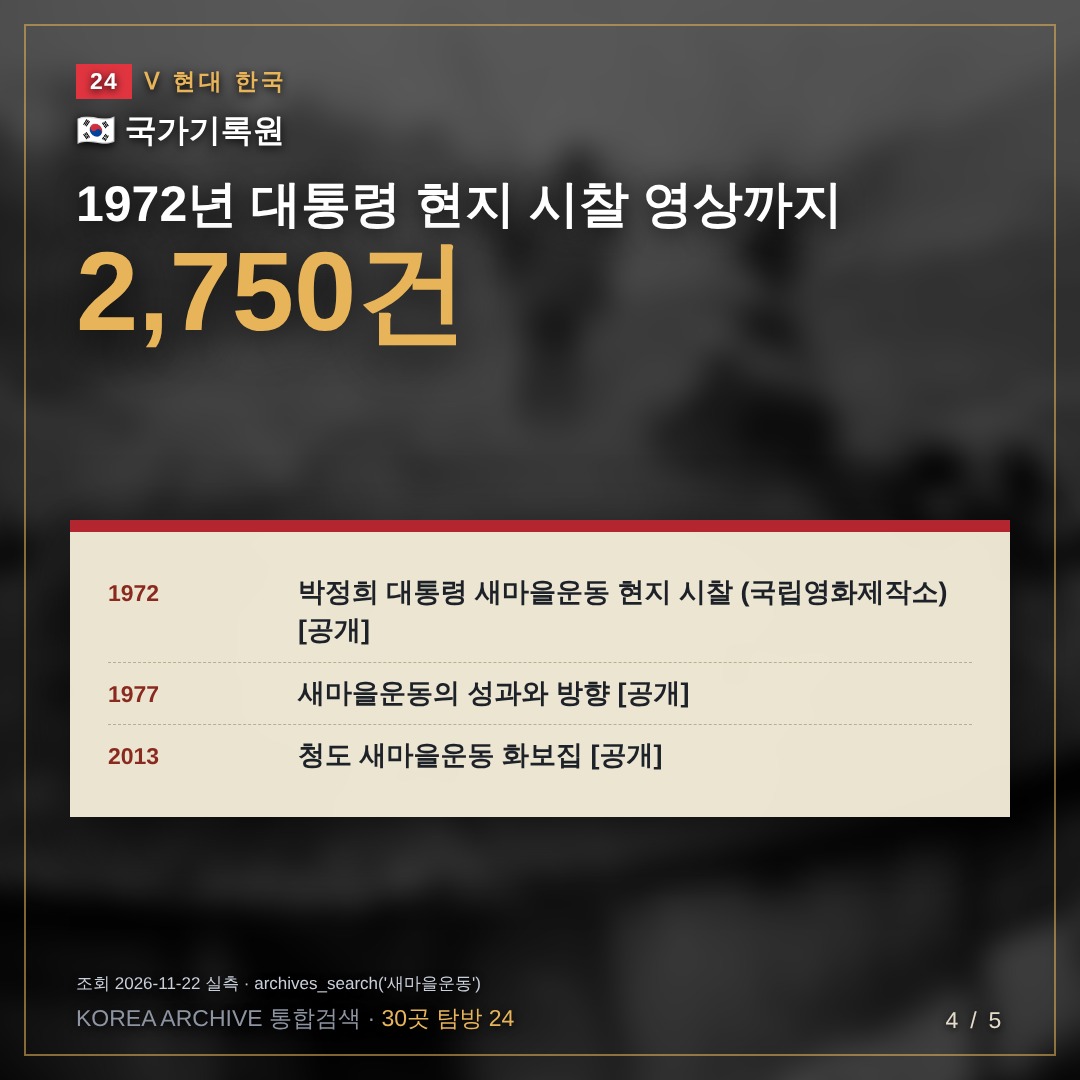 24 V 현대 한국
🇰🇷 국가기록원
1972년 대통령 현지 시찰 영상까지
2,750건
1972 박정희 대통령 새마을운동 현지 시찰 (국립영화제작소)
[공개]
1977 새마을운동의 성과와 방향 [공개]
2013 청도 새마을운동 화보집 [공개]
조회 2026-11-22 실측 · archives_search('새마을운동')
KOREA ARCHIVE 통합검색 · 30곳 탐방 24
4 / 5